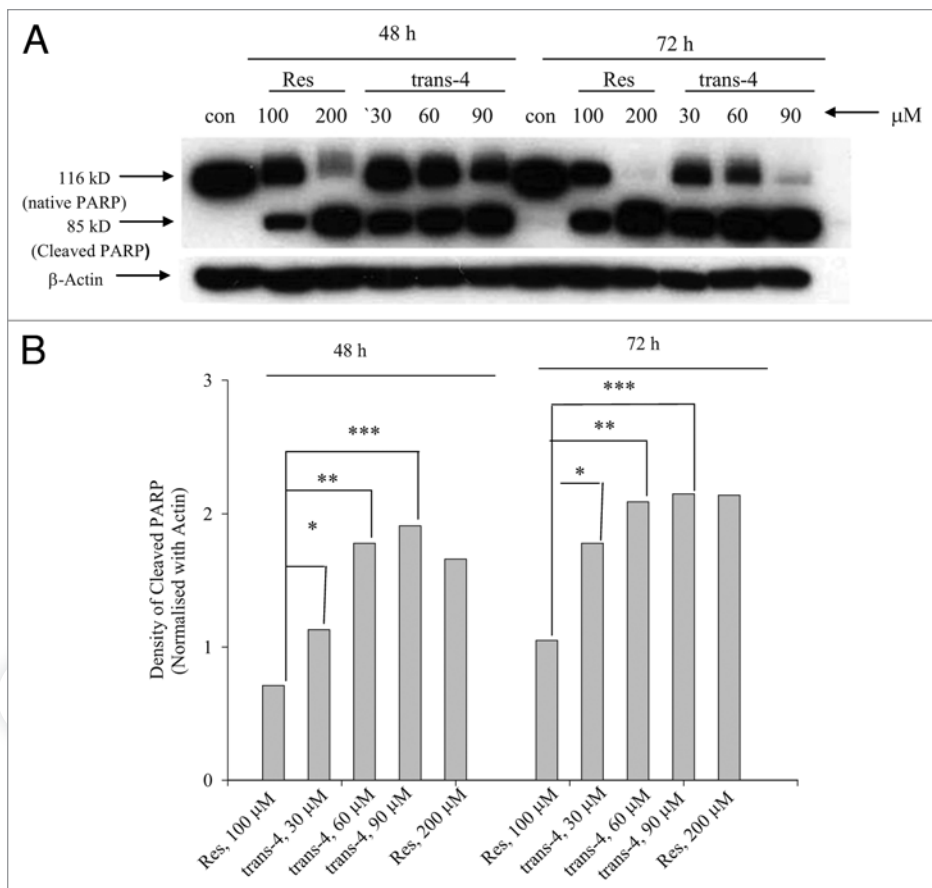 A
48 h
72 h
Res
trans-4
Res
trans-4
con 100 200 `30 60 90 con 100 200 30 60 90 μM
116 kD
(native PARP)
85 kD
(Cleaved PARP)
β-Actin
B
48 h
72 h
3
2
1
0
Density of Cleaved PARP
(Normalised with Actin)
*
**
***
*
**
***
Res, 100 μM
trans-4, 30 μM
trans-4, 60 μM
trans-4, 90 μM
Res, 200 μM
Res, 100 μM
trans-4, 30 μM
trans-4, 60 μM
trans-4, 90 μM
Res, 200 μM